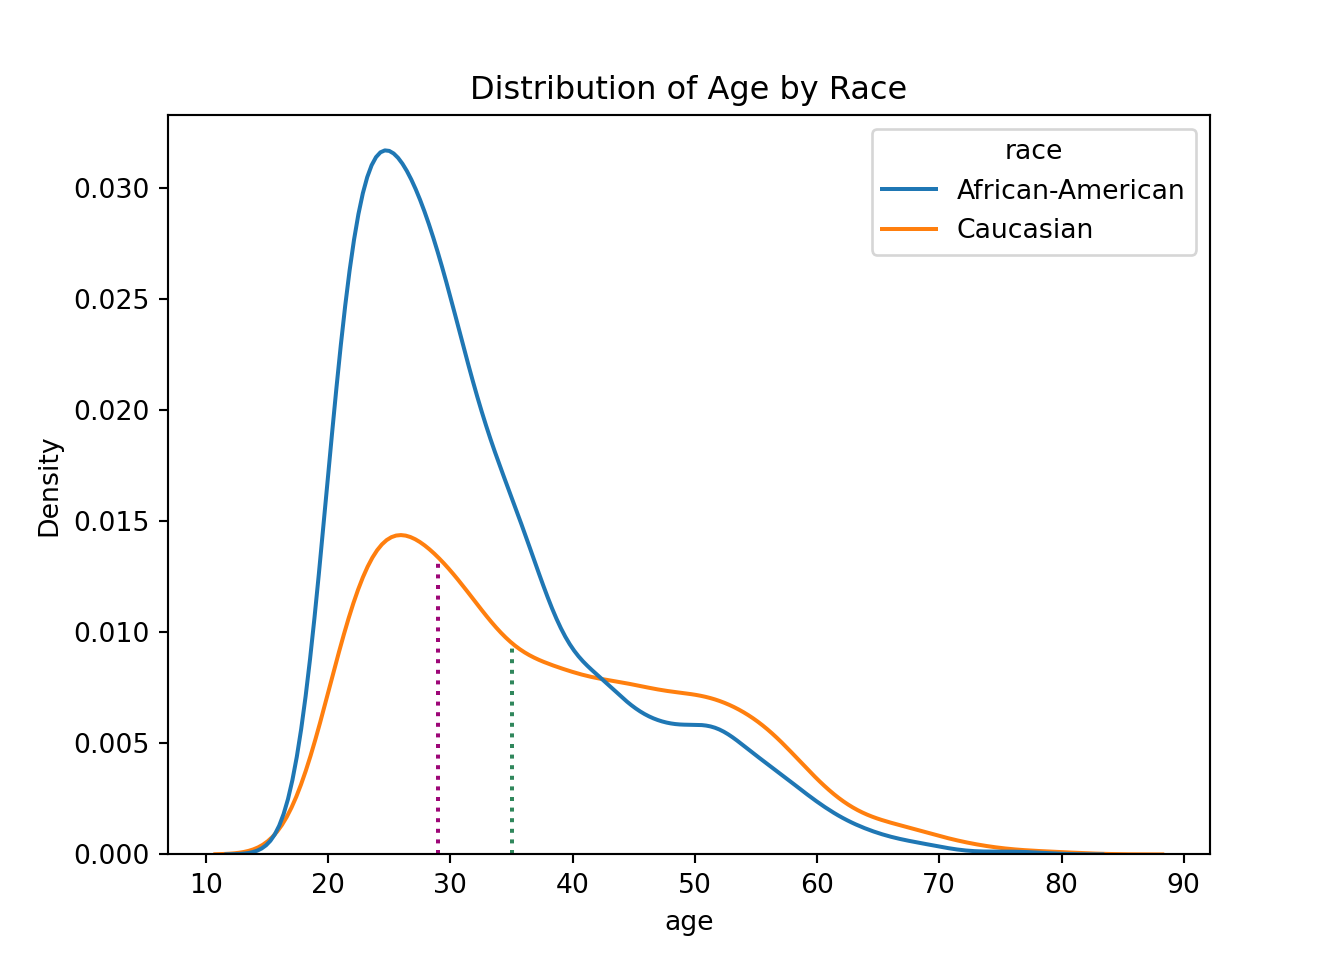 Distribution of Age by Race
race
African-American
Caucasian
Density
0.030
0.025
0.020
0.015
0.010
0.005
0.000
10 20 30 40 50 60 70 80 90
age